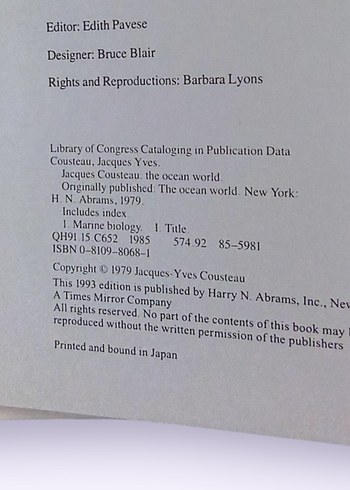 Editor: Edith Pavese
Designer: Bruce Blair
Rights and Reproductions: Barbara Lyons
Library of Congress Cataloging in Publication Data
Cousteau, Jacques Yves.
Jacques Cousteau: the ocean world.
Originally published: The ocean world. New York:
H. N. Abrams, 1979.
Includes index.
1. Marine biology. I. Title.
QH91.15.C652 1985 574.92 85-5981
ISBN 0-8109-8068-1
Copyright © 1979 Jacques-Yves Cousteau
This 1993 edition is published by Harry N. Abrams, Inc., New
A Times Mirror Company
All rights reserved. No part of the contents of this book may
reproduced without the written permission of the publishers
Printed and bound in Japan